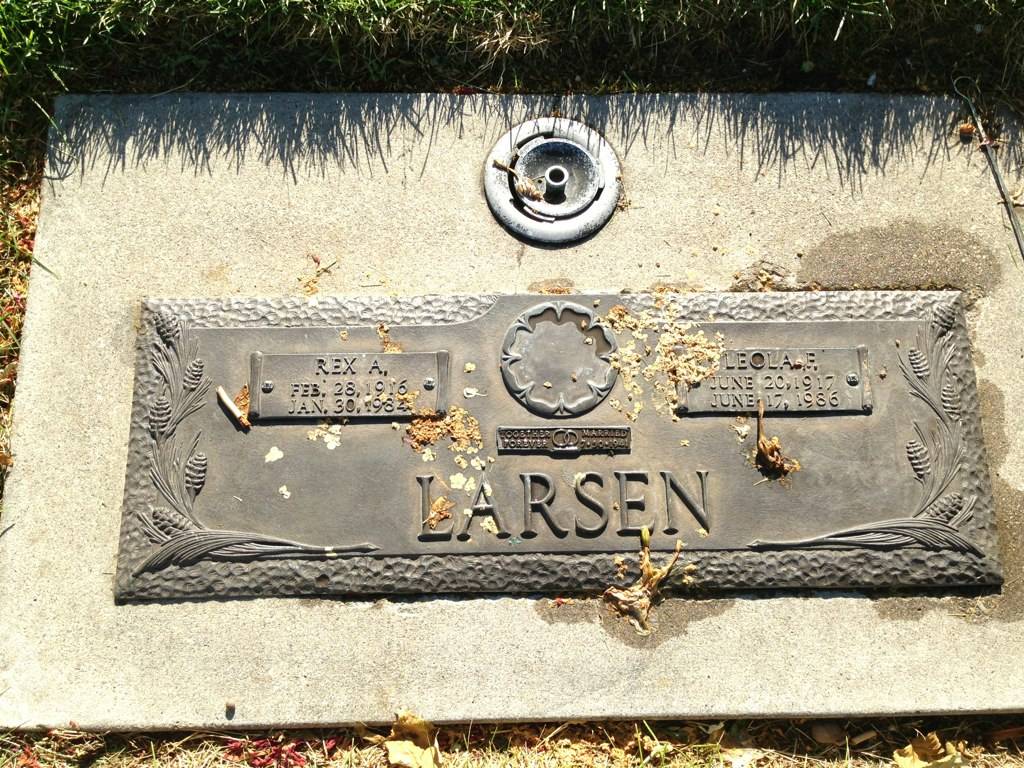 REX A.
FEB. 28, 1916
JAN. 30, 1984
LEOLA F.
JUNE 20, 1917
JUNE 17, 1986
TOGETHER
FOREVER
MARRIED
LARSEN